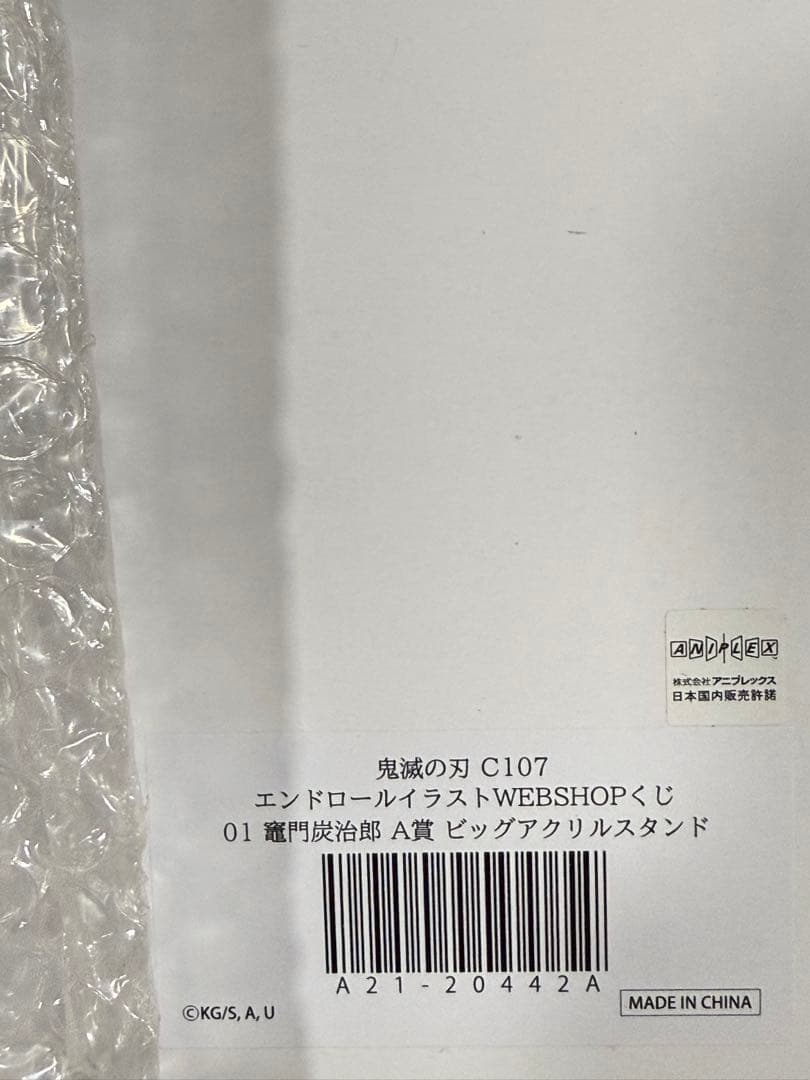 ANIPLEX
株式会社アニプレックス
日本国内販売許諾
鬼滅の刃 C107
エンドロールイラストWEBSHOPくじ
01 竈門炭治郎 A賞 ビッグアクリルスタンド
A21-20442A
©KG/S, A, U
MADE IN CHINA